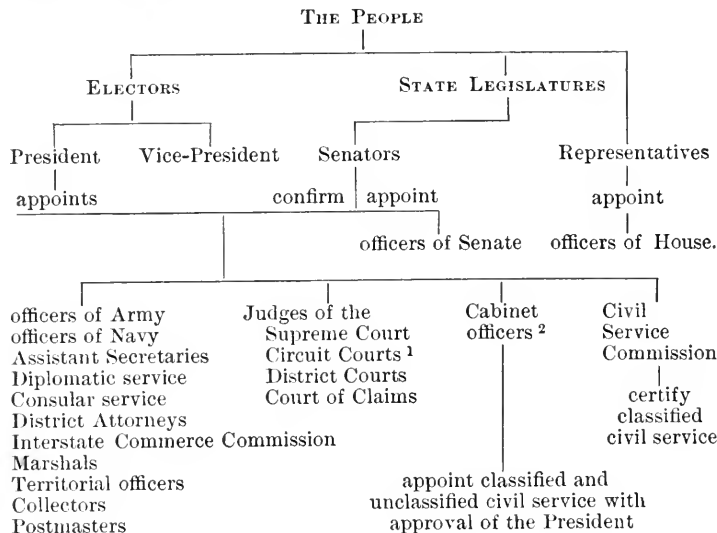 THE PEOPLE
ELECTORS
STATE LEGISLATURES
President
Vice-President
Senators
Representatives
appoints
confirm
appoint
appoint
officers of Senate
officers of House.
officers of Army
officers of Navy
Assistant Secretaries
Diplomatic service
Consular service
District Attorneys
Interstate Commerce Commission
Marshals
Territorial officers
Collectors
Postmasters
Judges of the
Supreme Court
Circuit Courts 1
District Courts
Court of Claims
Cabinet
officers 2
appoint classified and
unclassified civil service with
approval of the President
Civil
Service
Commission
certify
classified
civil service